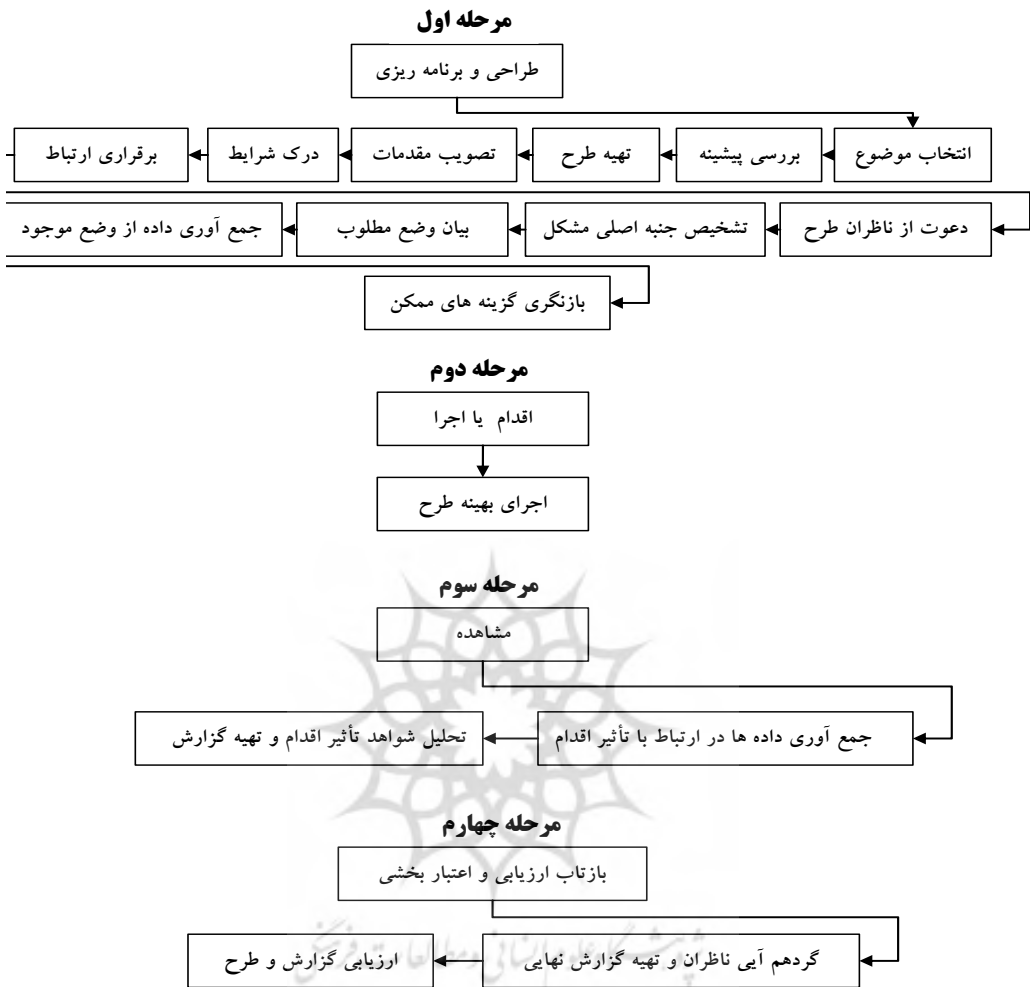 مرحله اول
طراحی و برنامه ریزی
انتخاب موضوع
بررسی پیشینه
تهیه طرح
تصویب مقدمات
درک شرایط
برقراری ارتباط
دعوت از ناظران طرح
تشخیص جنبه اصلی مشکل
بیان وضع مطلوب
جمع آوری داده از وضع موجود
بازنگری گزینه های ممکن
مرحله دوم
اقدام یا اجرا
اجرای بهینه طرح
مرحله سوم
مشاهده
جمع آوری داده ها در ارتباط با تأثیر اقدام
تحلیل شواهد تأثیر اقدام و تهیه گزارش
مرحله چهارم
بازتاب ارزیابی و اعتبار بخشی
گردهم آیی ناظران و تهیه گزارش نهایی
ارزیابی گزارش و طرح